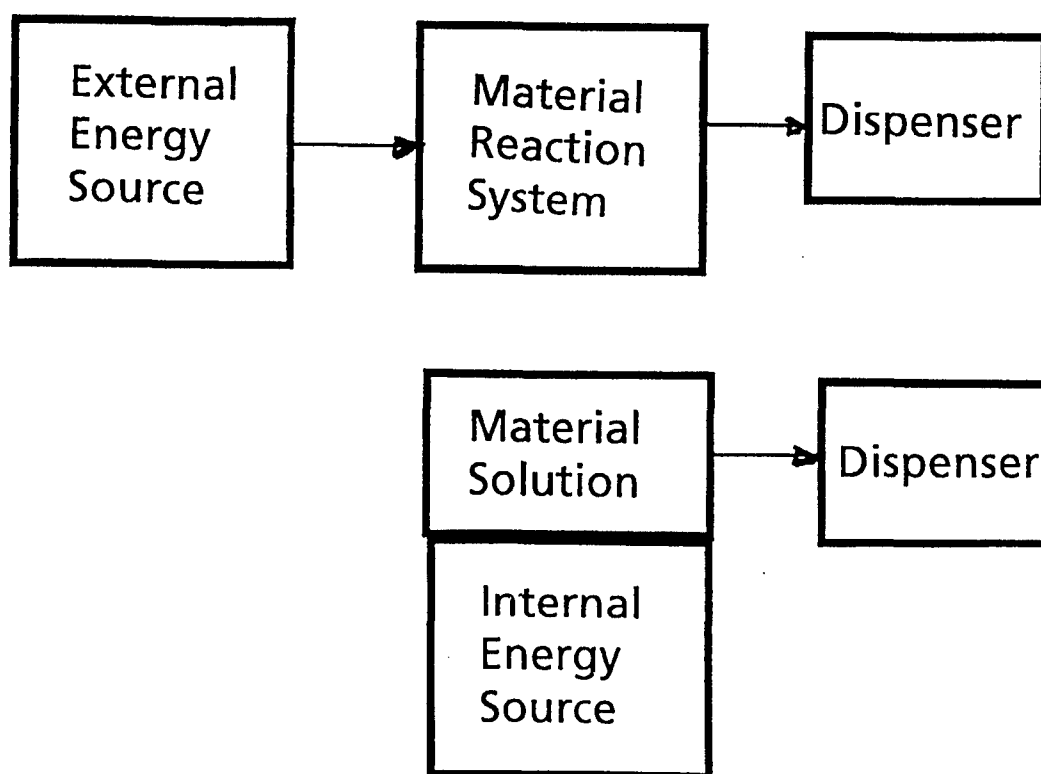 External
Energy
Source
Material
Reaction
System
Dispenser
Material
Solution
Dispenser
Internal
Energy
Source